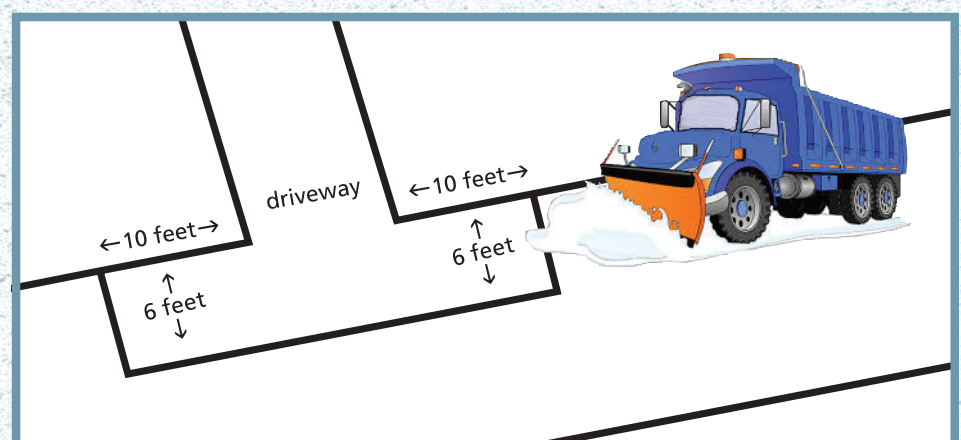 driveway
←10 feet→
←10 feet→
↑
6 feet
↓
↑
6 feet
↓